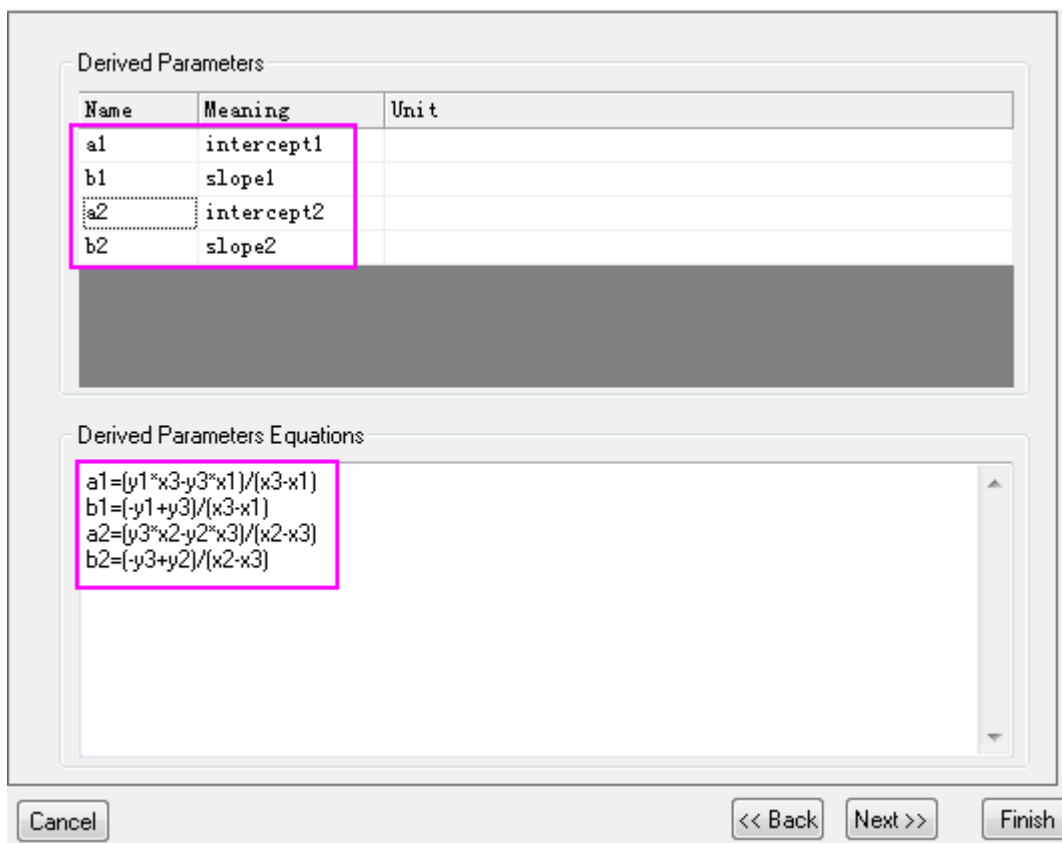 Derived Parameters
Name Meaning Unit
a1 intercept1
b1 slope1
a2 intercept2
b2 slope2
Derived Parameters Equations
a1=(y1*x3-y3*x1)/(x3-x1)
b1=(-y1+y3)/(x3-x1)
a2=(y3*x2-y2*x3)/(x2-x3)
b2=(-y3+y2)/(x2-x3)
Cancel << Back Next >> Finish